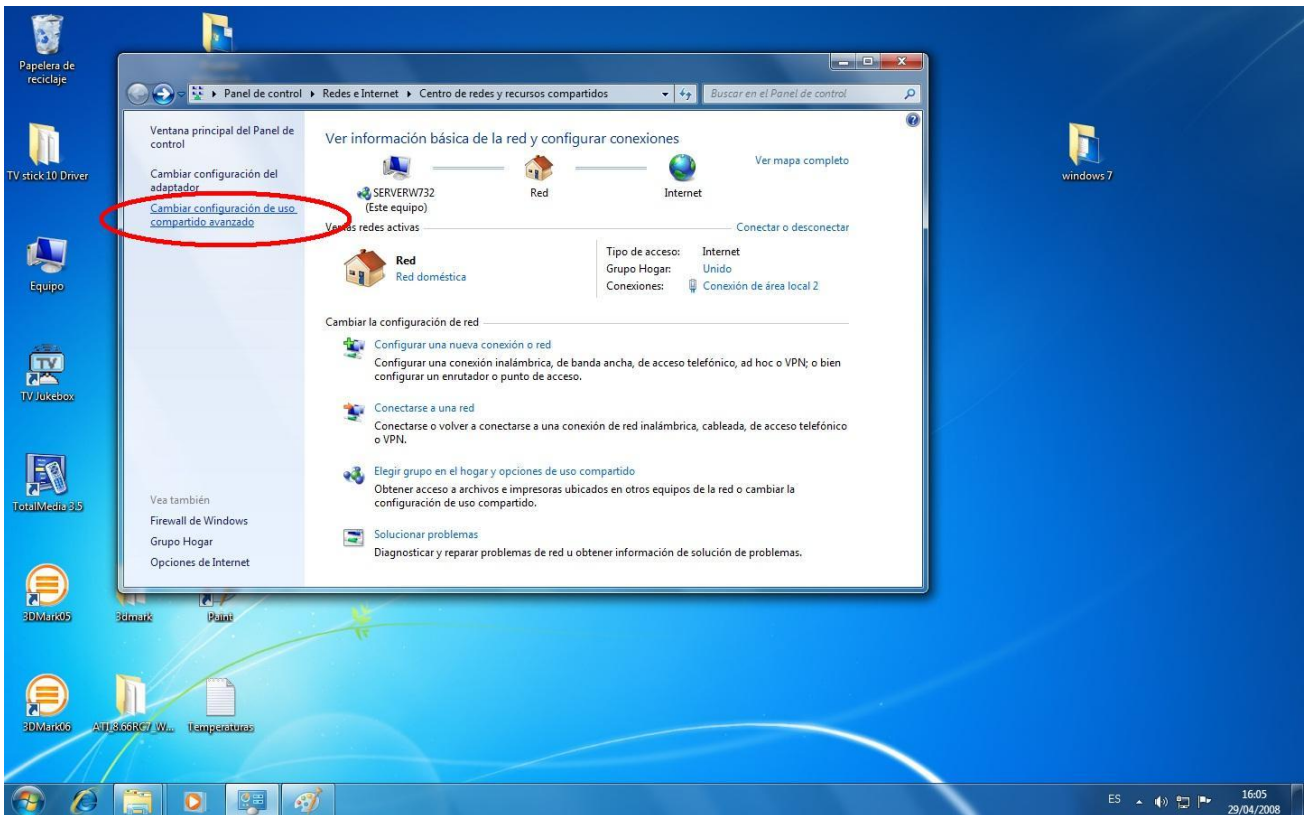 Papelera de
reciclaje
TV stick 10 Driver
Equipo
TV Jukebox
TotalMedia 3.5
3DMark05
3dmark
Paint
3DMark06
ATI_8.66RC7_W...
Temperaturas
windows 7
Panel de control ▸ Redes e Internet ▸ Centro de redes y recursos compartidos
Buscar en el Panel de control
Ventana principal del Panel de
control
Cambiar configuración del
adaptador
Cambiar configuración de uso
compartido avanzado
Vea también
Firewall de Windows
Grupo Hogar
Opciones de Internet
Ver información básica de la red y configurar conexiones
Ver mapa completo
SERVERW732
(Este equipo)
Red
Internet
Ver las redes activas
Conectar o desconectar
Red
Red doméstica
Tipo de acceso: Internet
Grupo Hogar: Unido
Conexiones: Conexión de área local 2
Cambiar la configuración de red
Configurar una nueva conexión o red
Configurar una conexión inalámbrica, de banda ancha, de acceso telefónico, ad hoc o VPN; o bien
configurar un enrutador o punto de acceso.
Conectarse a una red
Conectarse o volver a conectarse a una conexión de red inalámbrica, cableada, de acceso telefónico
o VPN.
Elegir grupo en el hogar y opciones de uso compartido
Obtener acceso a archivos e impresoras ubicados en otros equipos de la red o cambiar la
configuración de uso compartido.
Solucionar problemas
Diagnosticar y reparar problemas de red u obtener información de solución de problemas.
ES
16:05
29/04/2008